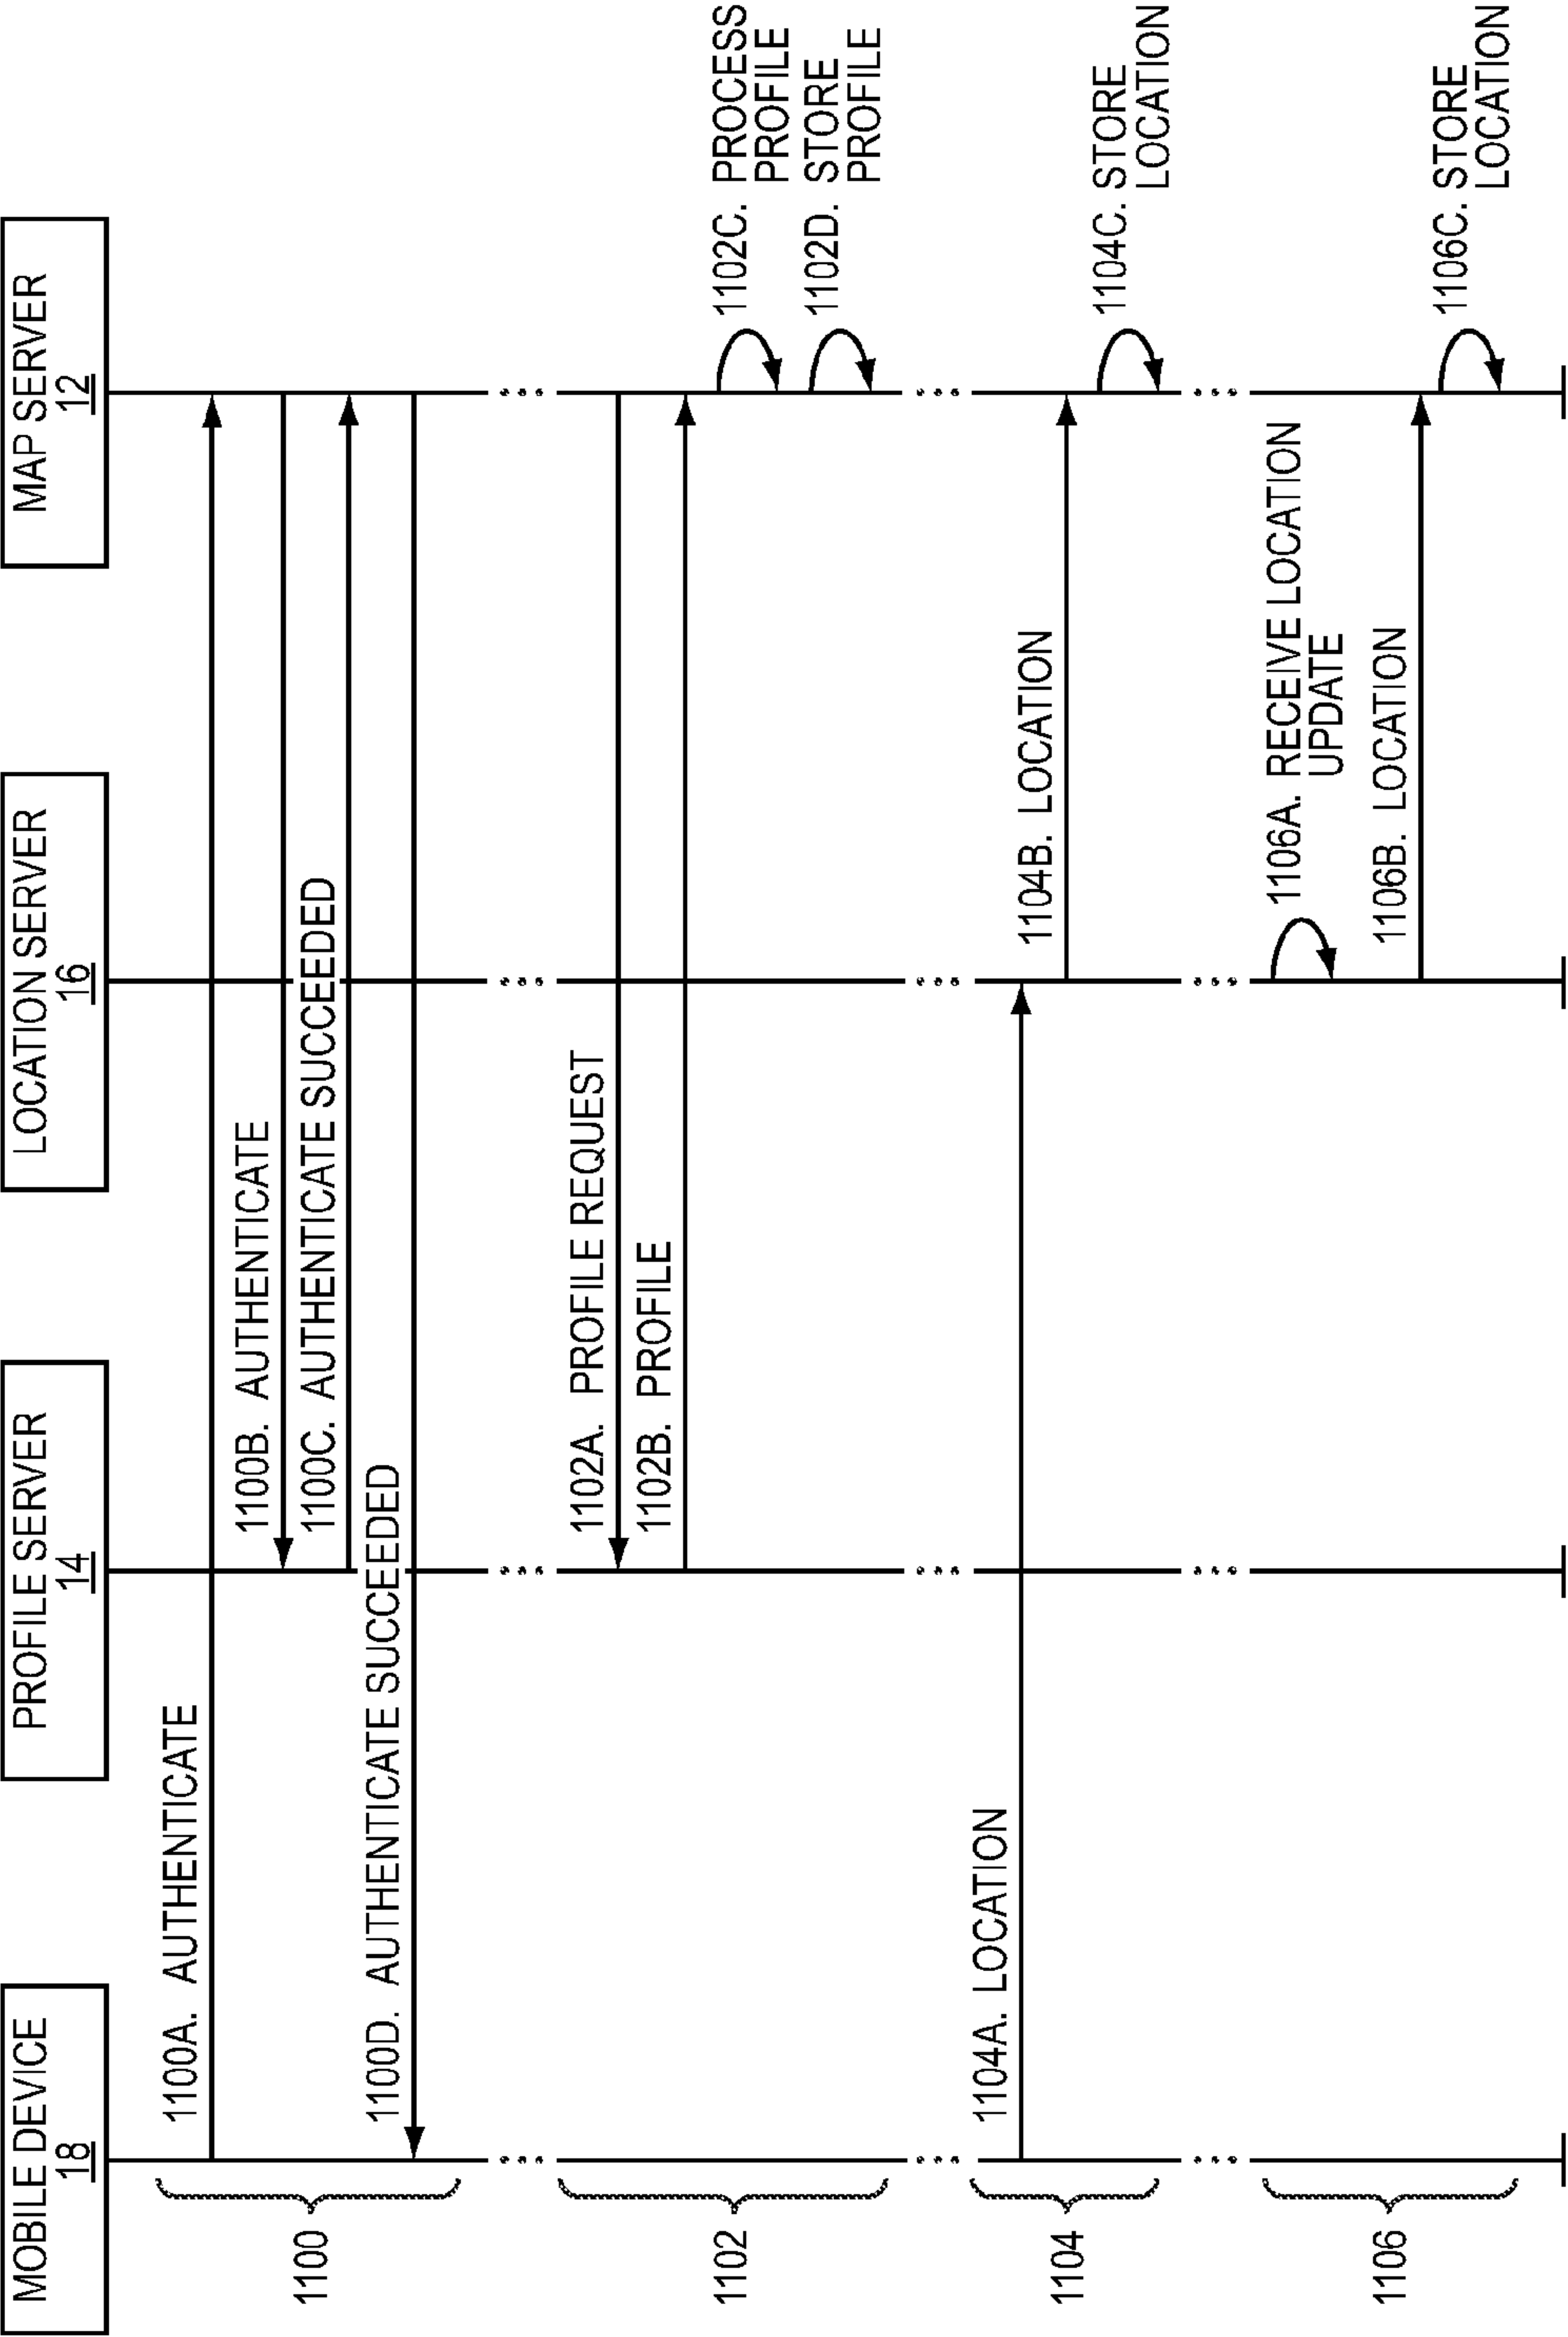 MOBILE DEVICE
18
PROFILE SERVER
14
LOCATION SERVER
16
MAP SERVER
12
1100
1100A. AUTHENTICATE
1100B. AUTHENTICATE
1100C. AUTHENTICATE SUCCEEDED
1100D. AUTHENTICATE SUCCEEDED
1102
1102A. PROFILE REQUEST
1102B. PROFILE
1102C. PROCESS
PROFILE
1102D. STORE
PROFILE
1104
1104A. LOCATION
1104B. LOCATION
1104C. STORE
LOCATION
1106
1106A. RECEIVE LOCATION
UPDATE
1106B. LOCATION
1106C. STORE
LOCATION